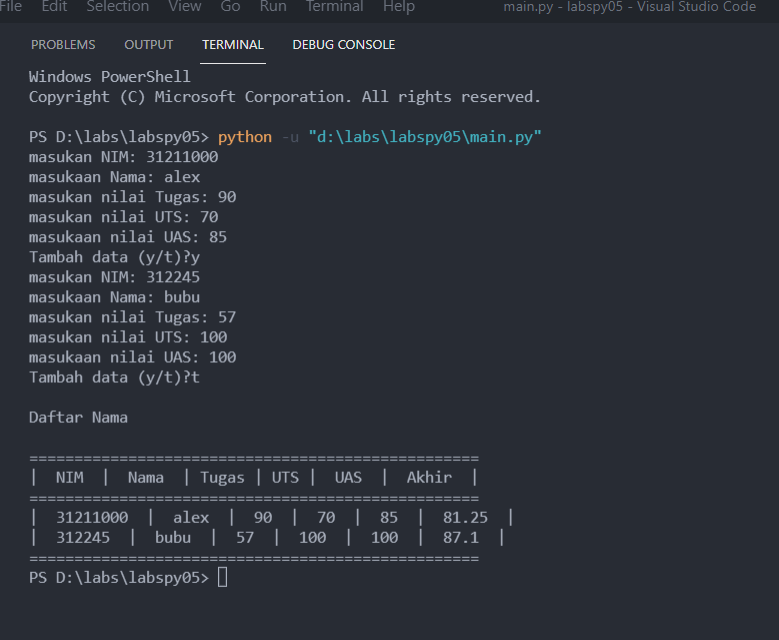 File Edit Selection View Go Run Terminal Help main.py - labspy05 - Visual Studio Code
PROBLEMS OUTPUT TERMINAL DEBUG CONSOLE
Windows PowerShell
Copyright (C) Microsoft Corporation. All rights reserved.
PS D:\labs\labspy05> python -u "d:\labs\labspy05\main.py"
masukan NIM: 31211000
masukaan Nama: alex
masukan nilai Tugas: 90
masukan nilai UTS: 70
masukaan nilai UAS: 85
Tambah data (y/t)?y
masukan NIM: 312245
masukaan Nama: bubu
masukan nilai Tugas: 57
masukan nilai UTS: 100
masukaan nilai UAS: 100
Tambah data (y/t)?t
Daftar Nama
==================================================
|  NIM  |  Nama  | Tugas | UTS |  UAS  |  Akhir  |
==================================================
|  31211000  |  alex  |  90  |  70  |  85  |  81.25  |
|  312245  |  bubu  |  57  |  100  |  100  |  87.1  |
==================================================
PS D:\labs\labspy05>